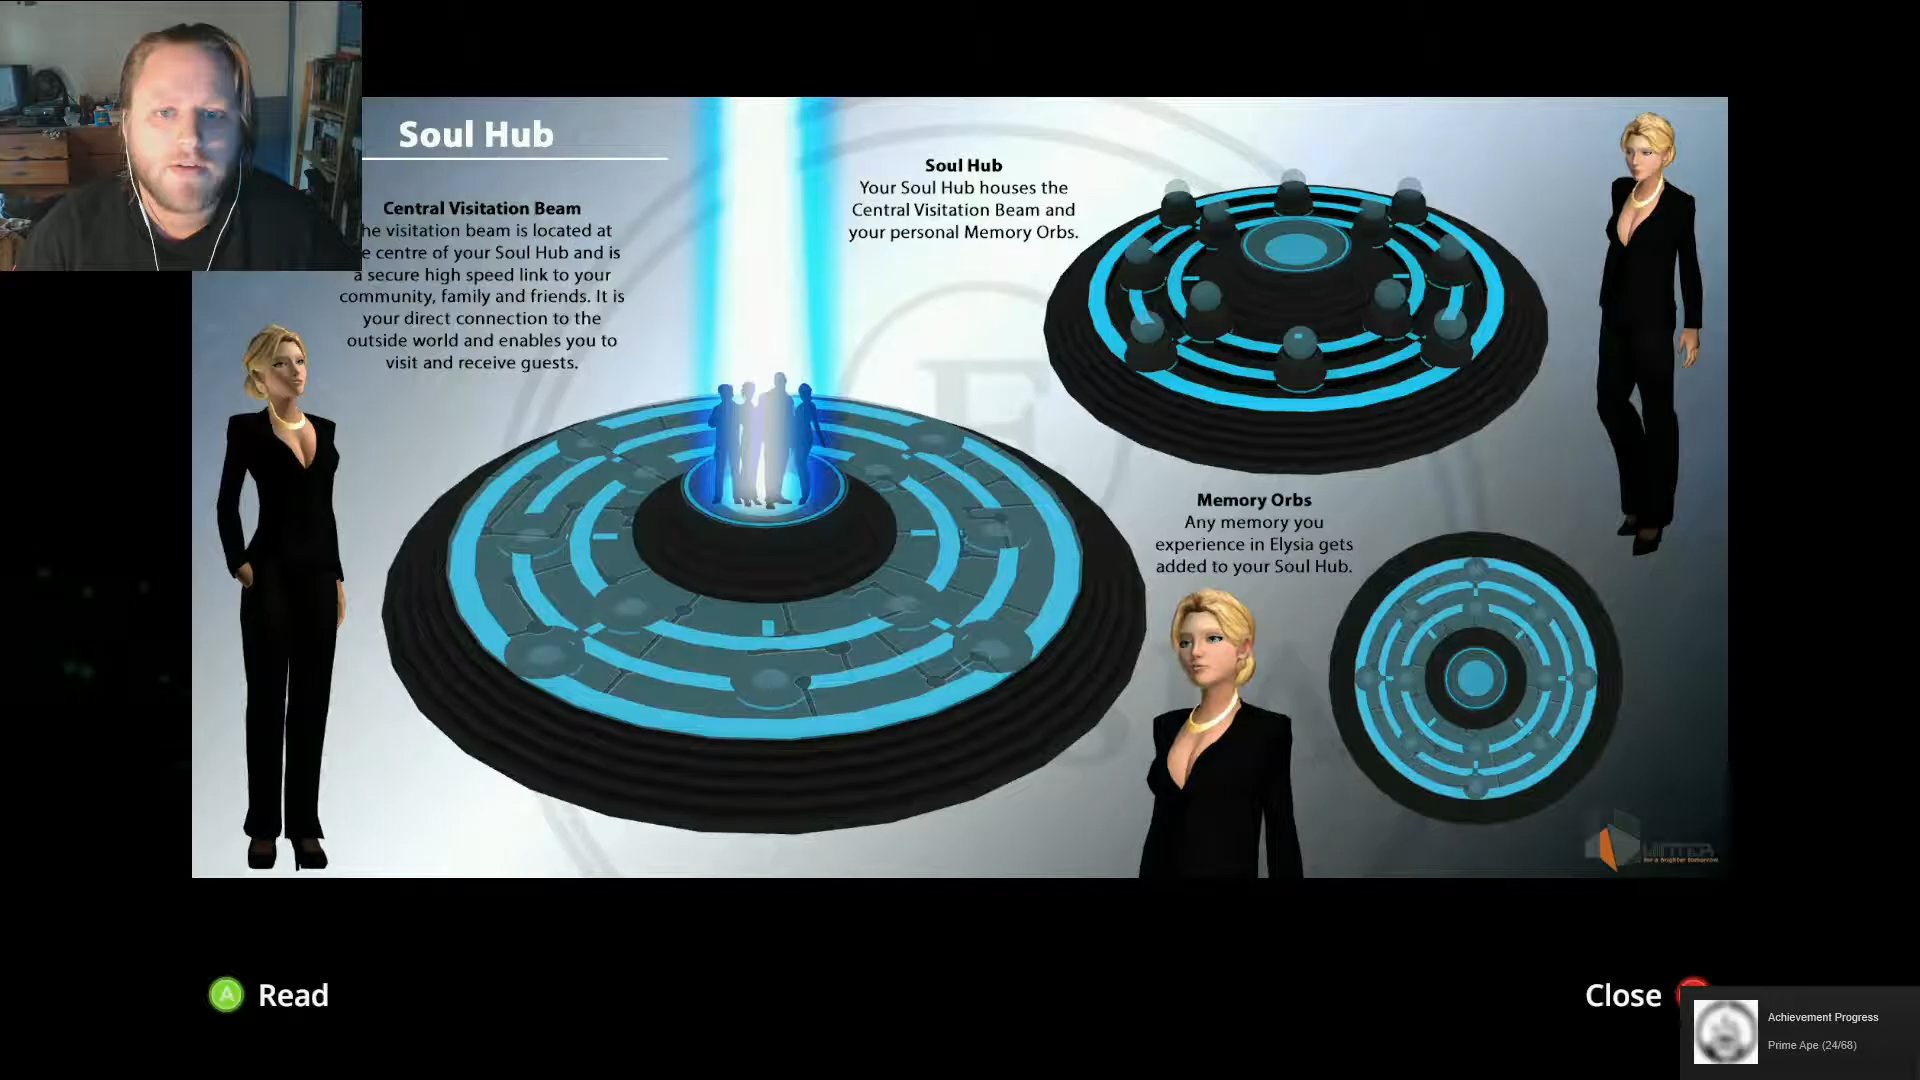 Soul Hub
Central Visitation Beam
he visitation beam is located at
e centre of your Soul Hub and is
a secure high speed link to your
community, family and friends. It is
your direct connection to the
outside world and enables you to
visit and receive guests.
Soul Hub
Your Soul Hub houses the
Central Visitation Beam and
your personal Memory Orbs.
Memory Orbs
Any memory you
experience in Elysia gets
added to your Soul Hub.
for a brighter tomorrow
A Read
Close
Achievement Progress
Prime Ape (24/68)